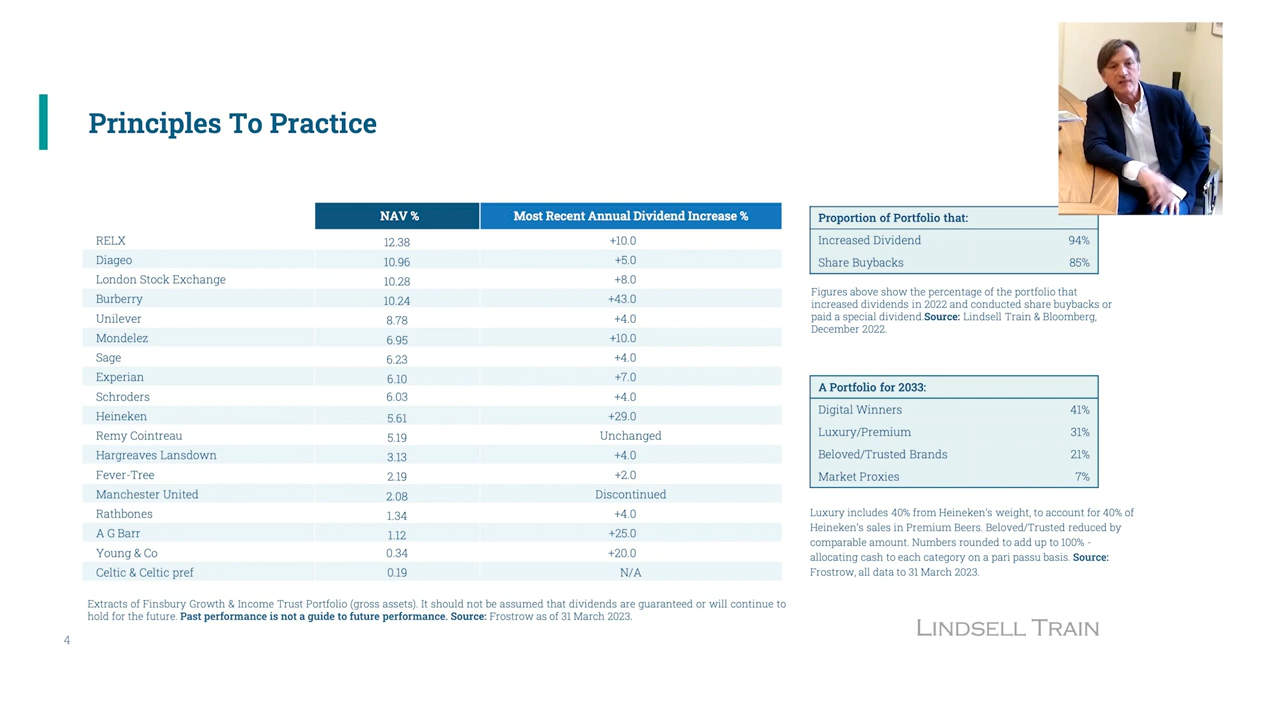 Principles To Practice
NAV % Most Recent Annual Dividend Increase %
RELX 12.38 +10.0
Diageo 10.96 +5.0
London Stock Exchange 10.28 +8.0
Burberry 10.24 +43.0
Unilever 8.78 +4.0
Mondelez 6.95 +10.0
Sage 6.23 +4.0
Experian 6.10 +7.0
Schroders 6.03 +4.0
Heineken 5.61 +29.0
Remy Cointreau 5.19 Unchanged
Hargreaves Lansdown 3.13 +4.0
Fever-Tree 2.19 +2.0
Manchester United 2.08 Discontinued
Rathbones 1.34 +4.0
A G Barr 1.12 +25.0
Young & Co 0.34 +20.0
Celtic & Celtic pref 0.19 N/A
Extracts of Finsbury Growth & Income Trust Portfolio (gross assets). It should not be assumed that dividends are guaranteed or will continue to
hold for the future. Past performance is not a guide to future performance. Source: Frostrow as of 31 March 2023.
4
Proportion of Portfolio that:
Increased Dividend 94%
Share Buybacks 85%
Figures above show the percentage of the portfolio that
increased dividends in 2022 and conducted share buybacks or
paid a special dividend.Source: Lindsell Train & Bloomberg,
December 2022.
A Portfolio for 2033:
Digital Winners 41%
Luxury/Premium 31%
Beloved/Trusted Brands 21%
Market Proxies 7%
Luxury includes 40% from Heineken's weight, to account for 40% of
Heineken's sales in Premium Beers. Beloved/Trusted reduced by
comparable amount. Numbers rounded to add up to 100% -
allocating cash to each category on a pari passu basis. Source:
Frostrow, all data to 31 March 2023.
LINDSELL TRAIN